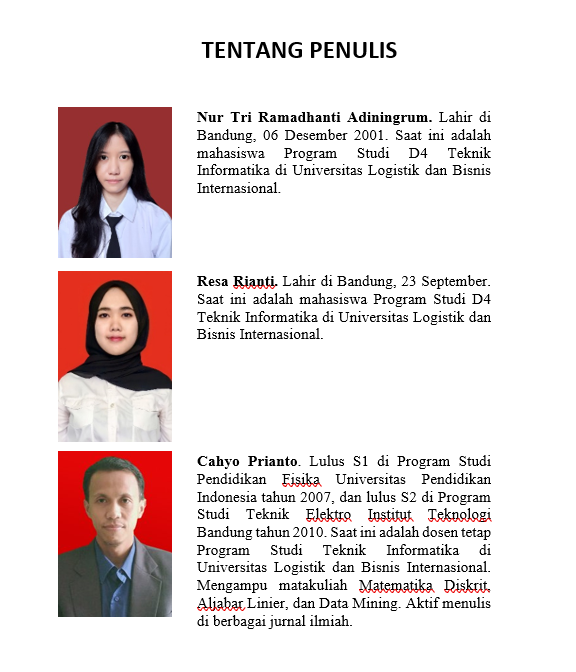 TENTANG PENULIS
Nur Tri Ramadhanti Adiningrum. Lahir di
Bandung, 06 Desember 2001. Saat ini adalah
mahasiswa Program Studi D4 Teknik
Informatika di Universitas Logistik dan Bisnis
Internasional.
Resa Rianti. Lahir di Bandung, 23 September.
Saat ini adalah mahasiswa Program Studi D4
Teknik Informatika di Universitas Logistik dan
Bisnis Internasional.
Cahyo Prianto. Lulus S1 di Program Studi
Pendidikan Fisika Universitas Pendidikan
Indonesia tahun 2007, dan lulus S2 di Program
Studi Teknik Elektro Institut Teknologi
Bandung tahun 2010. Saat ini adalah dosen tetap
Program Studi Teknik Informatika di
Universitas Logistik dan Bisnis Internasional.
Mengampu matakuliah Matematika Diskrit,
Aljabar Linier, dan Data Mining. Aktif menulis
di berbagai jurnal ilmiah.